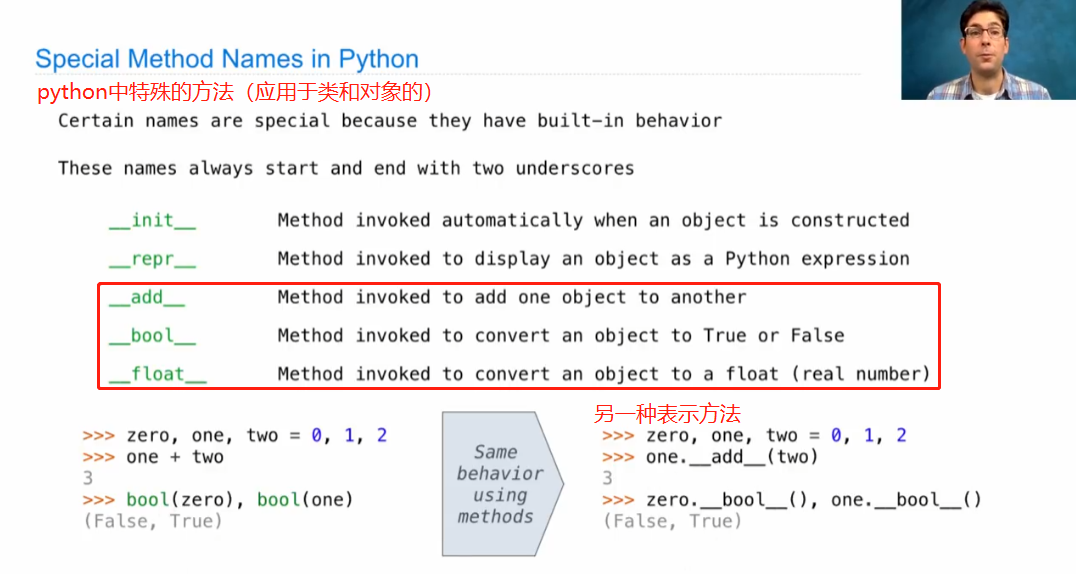 Special Method Names in Python
python中特殊的方法（应用于类和对象的）
Certain names are special because they have built-in behavior
These names always start and end with two underscores
__init__ Method invoked automatically when an object is constructed
__repr__ Method invoked to display an object as a Python expression
__add__ Method invoked to add one object to another
__bool__ Method invoked to convert an object to True or False
__float__ Method invoked to convert an object to a float (real number)
>>> zero, one, two = 0, 1, 2
>>> one + two
3
>>> bool(zero), bool(one)
(False, True)
Same
behavior
using
methods
另一种表示方法
>>> zero, one, two = 0, 1, 2
>>> one.__add__(two)
3
>>> zero.__bool__(), one.__bool__()
(False, True)